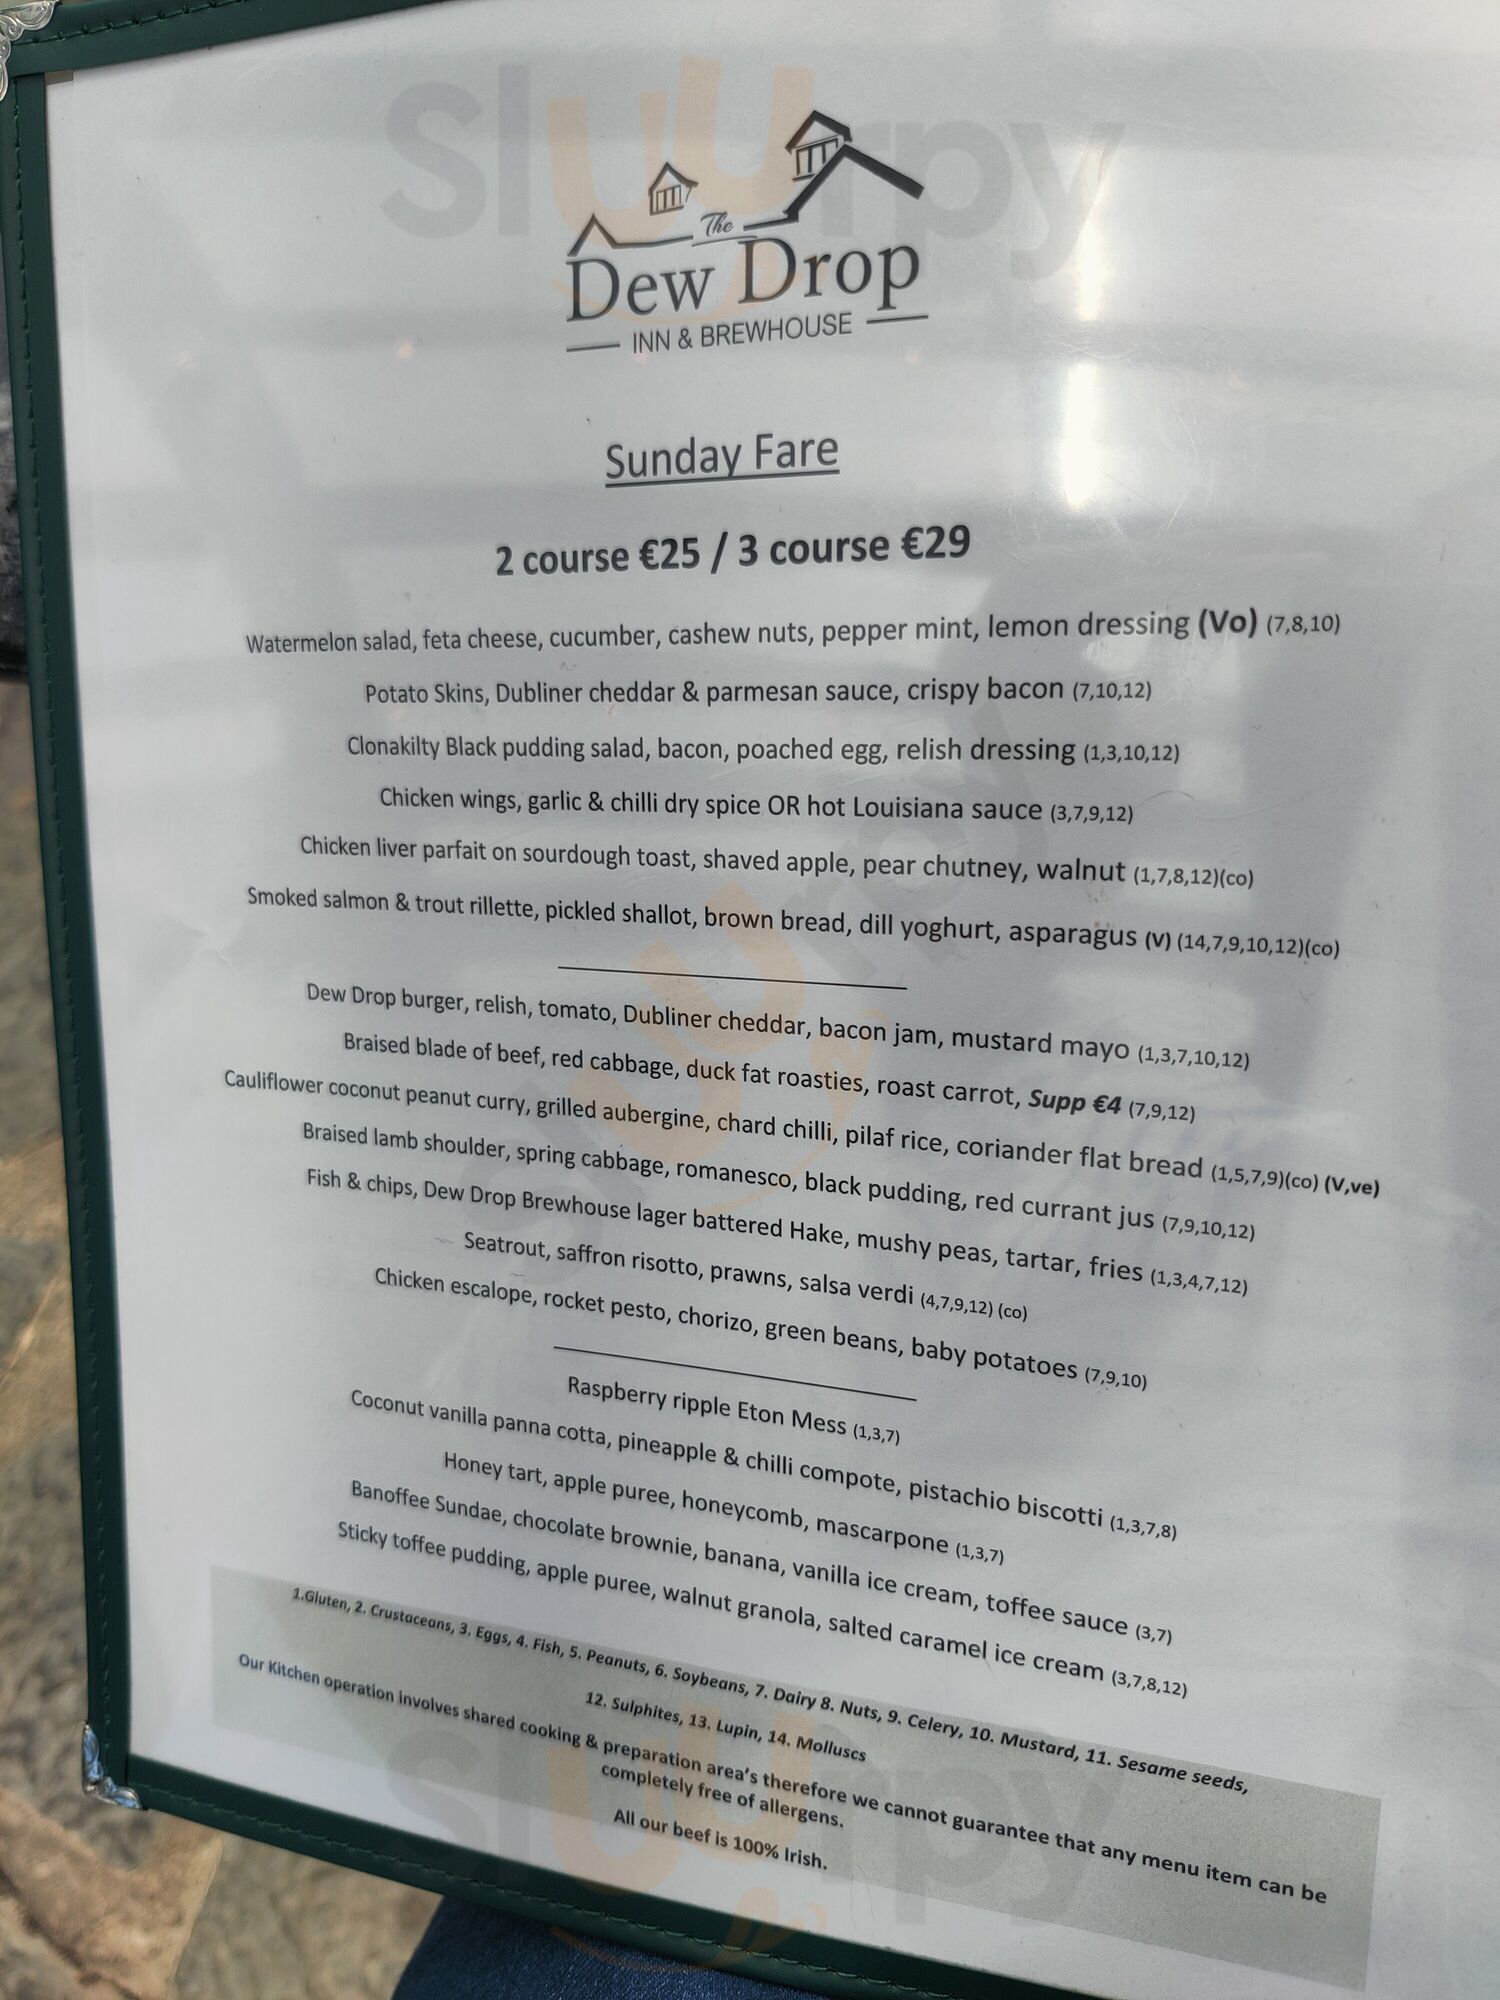 The
Dew Drop
INN & BREWHOUSE
Sunday Fare
2 course €25 / 3 course €29
Watermelon salad, feta cheese, cucumber, cashew nuts, pepper mint, lemon dressing (Vo) (7,8,10)
Potato Skins, Dubliner cheddar & parmesan sauce, crispy bacon (7,10,12)
Clonakilty Black pudding salad, bacon, poached egg, relish dressing (1,3,10,12)
Chicken wings, garlic & chilli dry spice OR hot Louisiana sauce (3,7,9,12)
Chicken liver parfait on sourdough toast, shaved apple, pear chutney, walnut (1,7,8,12)(co)
Smoked salmon & trout rillette, pickled shallot, brown bread, dill yoghurt, asparagus (V) (14,7,9,10,12)(co)
Dew Drop burger, relish, tomato, Dubliner cheddar, bacon jam, mustard mayo (1,3,7,10,12)
Braised blade of beef, red cabbage, duck fat roasties, roast carrot, Supp €4 (7,9,12)
Cauliflower coconut peanut curry, grilled aubergine, chard chilli, pilaf rice, coriander flat bread (1,5,7,9)(co) (V,ve)
Braised lamb shoulder, spring cabbage, romanesco, black pudding, red currant jus (7,9,10,12)
Fish & chips, Dew Drop Brewhouse lager battered Hake, mushy peas, tartar, fries (1,3,4,7,12)
Seatrout, saffron risotto, prawns, salsa verdi (4,7,9,12) (co)
Chicken escalope, rocket pesto, chorizo, green beans, baby potatoes (7,9,10)
Raspberry ripple Eton Mess (1,3,7)
Coconut vanilla panna cotta, pineapple & chilli compote, pistachio biscotti (1,3,7,8)
Honey tart, apple puree, honeycomb, mascarpone (1,3,7)
Banoffee Sundae, chocolate brownie, banana, vanilla ice cream, toffee sauce (3,7)
Sticky toffee pudding, apple puree, walnut granola, salted caramel ice cream (3,7,8,12)
1.Gluten, 2. Crustaceans, 3. Eggs, 4. Fish, 5. Peanuts, 6. Soybeans, 7. Dairy 8. Nuts, 9. Celery, 10. Mustard, 11. Sesame seeds,
12. Sulphites, 13. Lupin, 14. Molluscs
Our Kitchen operation involves shared cooking & preparation area's therefore we cannot guarantee that any menu item can be
completely free of allergens.
All our beef is 100% Irish.
Sluurpy
Sluurpy
Sluurpy